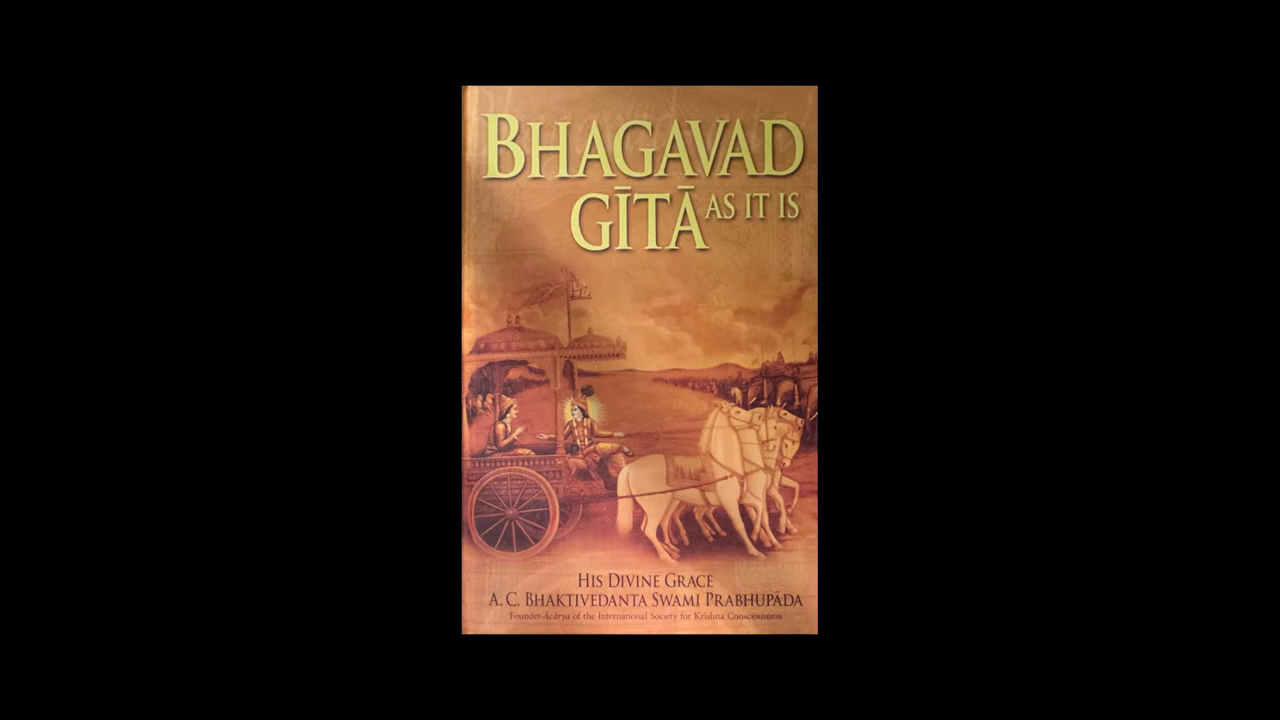 BHAGAVAD
GĪTĀ AS IT IS
HIS DIVINE GRACE
A. C. BHAKTIVEDANTA SWAMI PRABHUPĀDA
Founder-Ācārya of the International Society for Krishna Consciousness